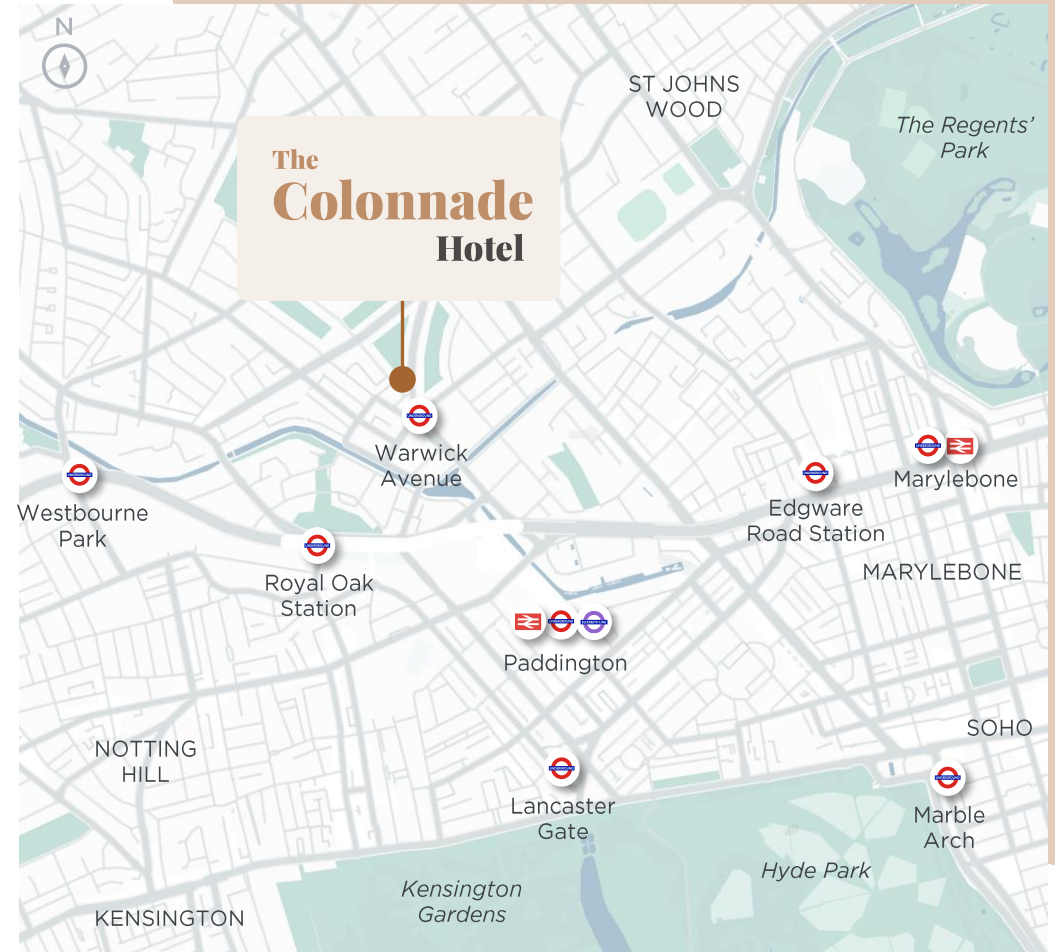 N
ST JOHNS
WOOD
The Regents’
Park
The
Colonnade
Hotel
Warwick
Avenue
Marylebone
Westbourne
Park
Edgware
Road Station
Royal Oak
Station
MARYLEBONE
Paddington
SOHO
NOTTING
HILL
Lancaster
Gate
Marble
Arch
Hyde Park
Kensington
Gardens
KENSINGTON